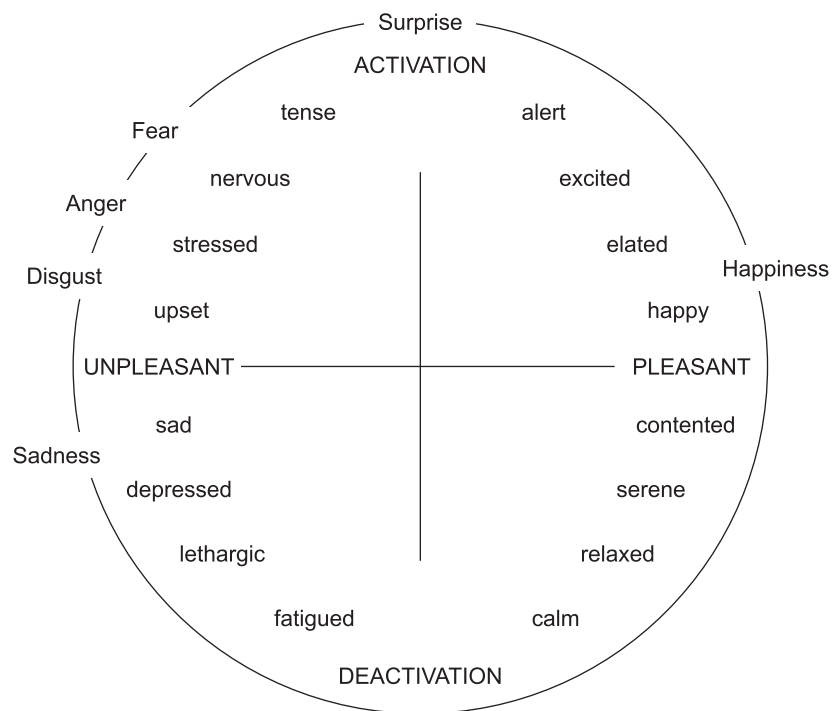 Surprise
ACTIVATION
tense alert
Fear
nervous excited
Anger
stressed elated
Happiness
Disgust
upset happy
UNPLEASANT PLEASANT
sad contented
Sadness
depressed serene
lethargic relaxed
fatigued calm
DEACTIVATION